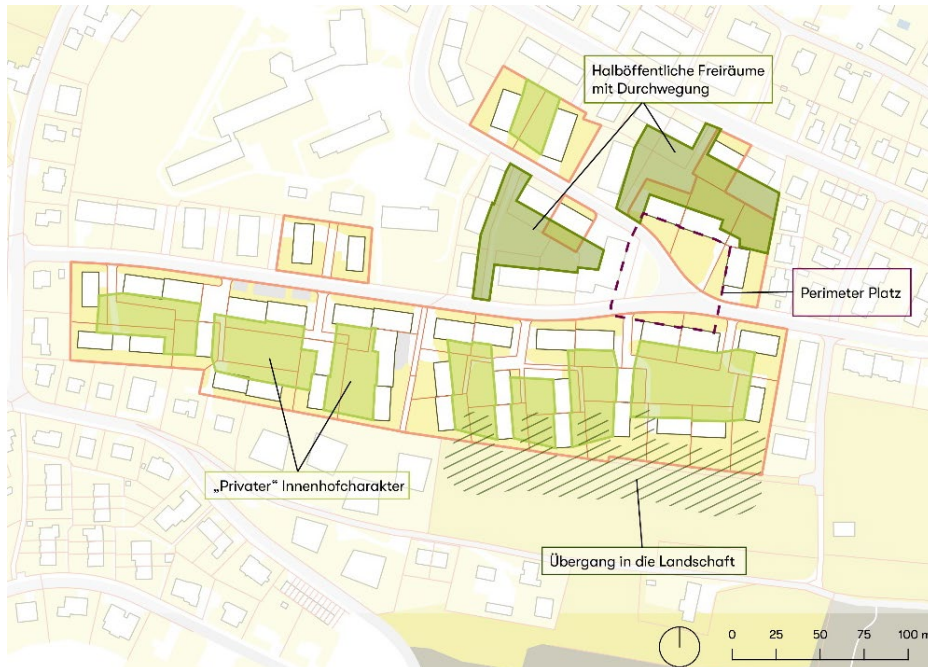 Halböffentliche Freiräume
mit Durchwegung
Perimeter Platz
„Privater“ Innenhofcharakter
Übergang in die Landschaft
0 25 50 75 100 m